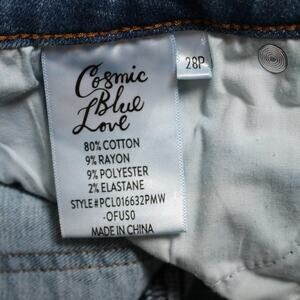 Cosmic
Blue
Love
28P
80% COTTON
9% RAYON
9% POLYESTER
2% ELASTANE
STYLE#PCL016632PMW
-OFUS0
MADE IN CHINA